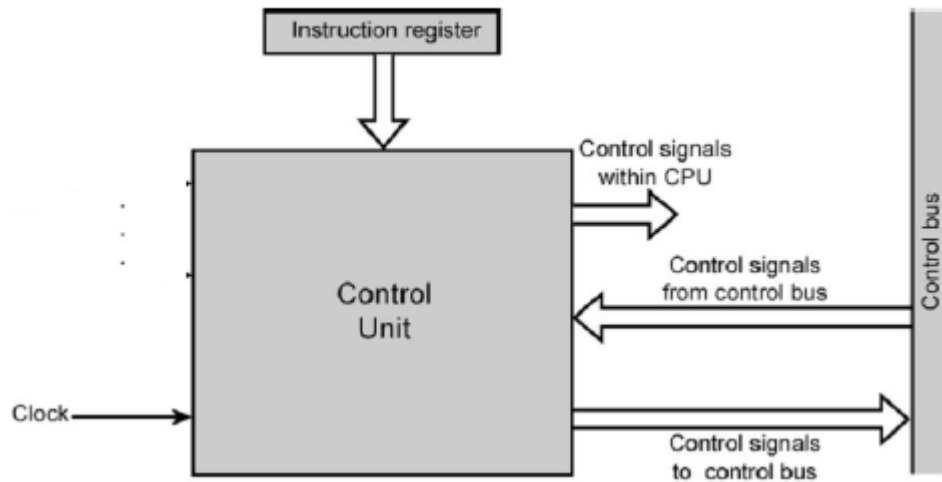 Instruction register
Control signals
within CPU
Control signals
from control bus
Control
Unit
Clock
Control signals
to control bus
Control bus